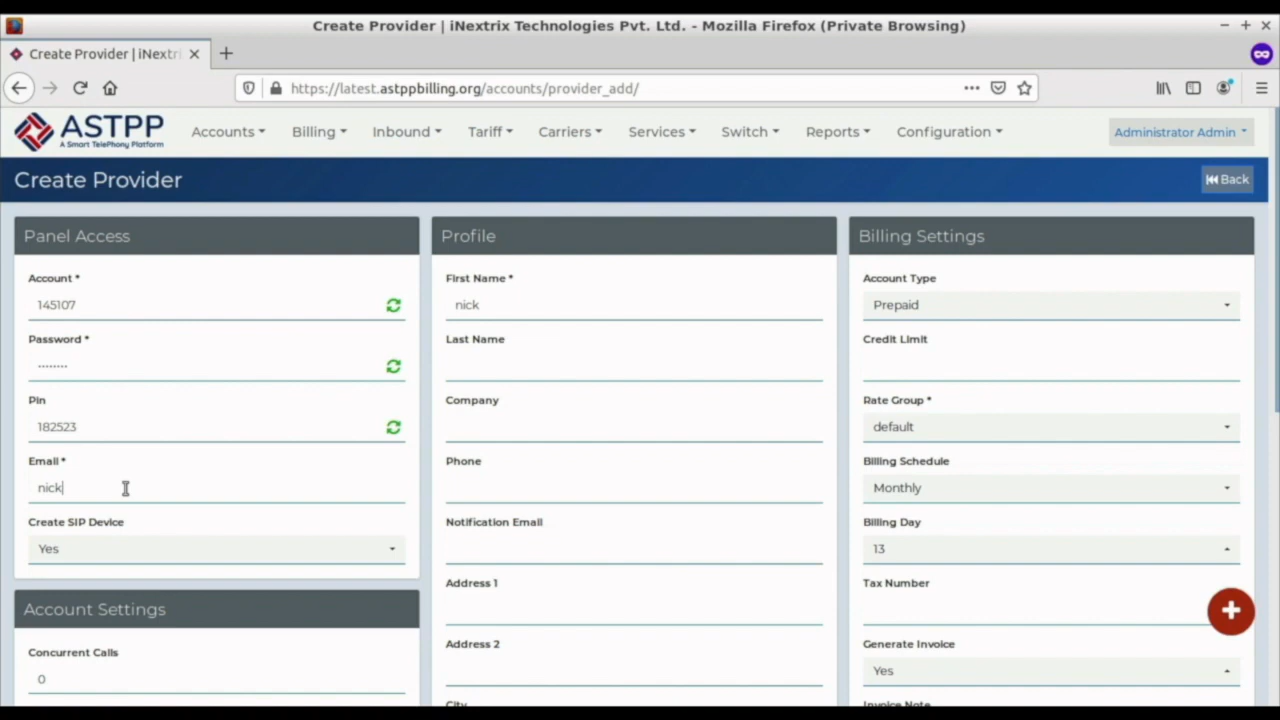 Create Provider | iNextrix Technologies Pvt. Ltd. - Mozilla Firefox (Private Browsing)
Create Provider | iNextri
https://latest.astppbilling.org/accounts/provider_add/
ASTPP
A Smart TelePhony Platform
Accounts Billing Inbound Tariff Carriers Services Switch Reports Configuration Administrator Admin
Create Provider
Back
Panel Access
Account *
145107
Password *
········
Pin
182523
Email *
nick
Create SIP Device
Yes
Account Settings
Concurrent Calls
0
Profile
First Name *
nick
Last Name
Company
Phone
Notification Email
Address 1
Address 2
City
Billing Settings
Account Type
Prepaid
Credit Limit
Rate Group *
default
Billing Schedule
Monthly
Billing Day
13
Tax Number
Generate Invoice
Yes
Invoice Note